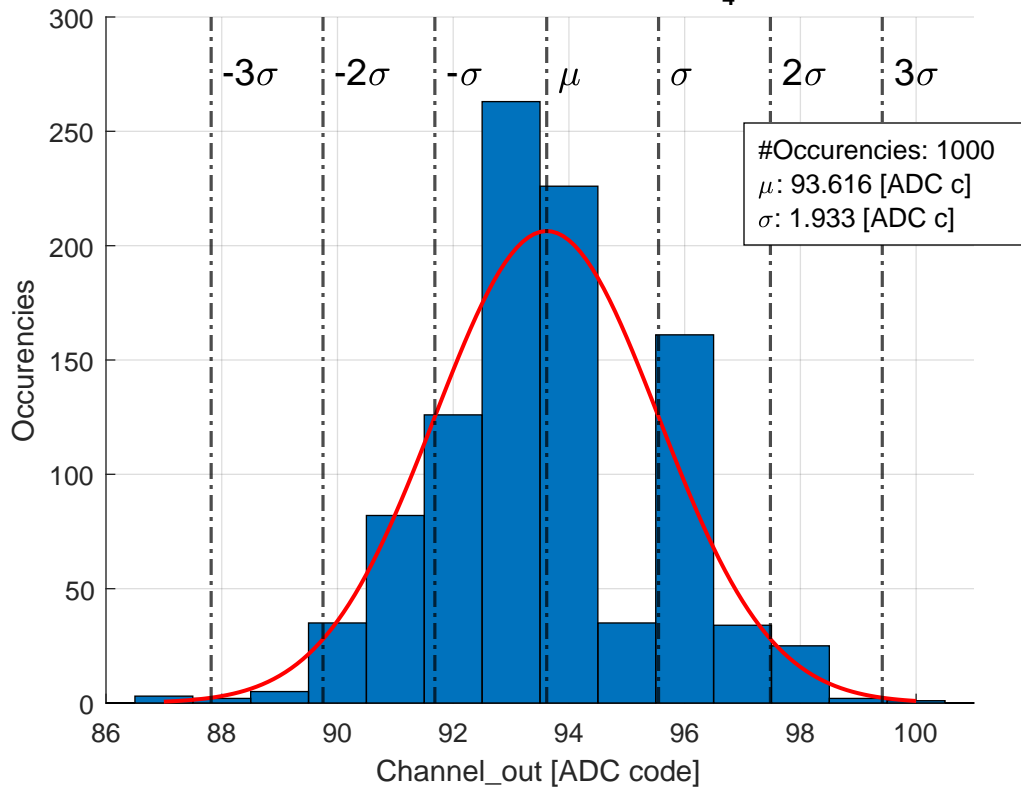 4
300
250
200
150
100
50
0
Occurencies
-3σ -2σ -σ μ σ 2σ 3σ
#Occurencies: 1000
μ: 93.616 [ADC c]
σ: 1.933 [ADC c]
86 88 90 92 94 96 98 100
Channel_out [ADC code]